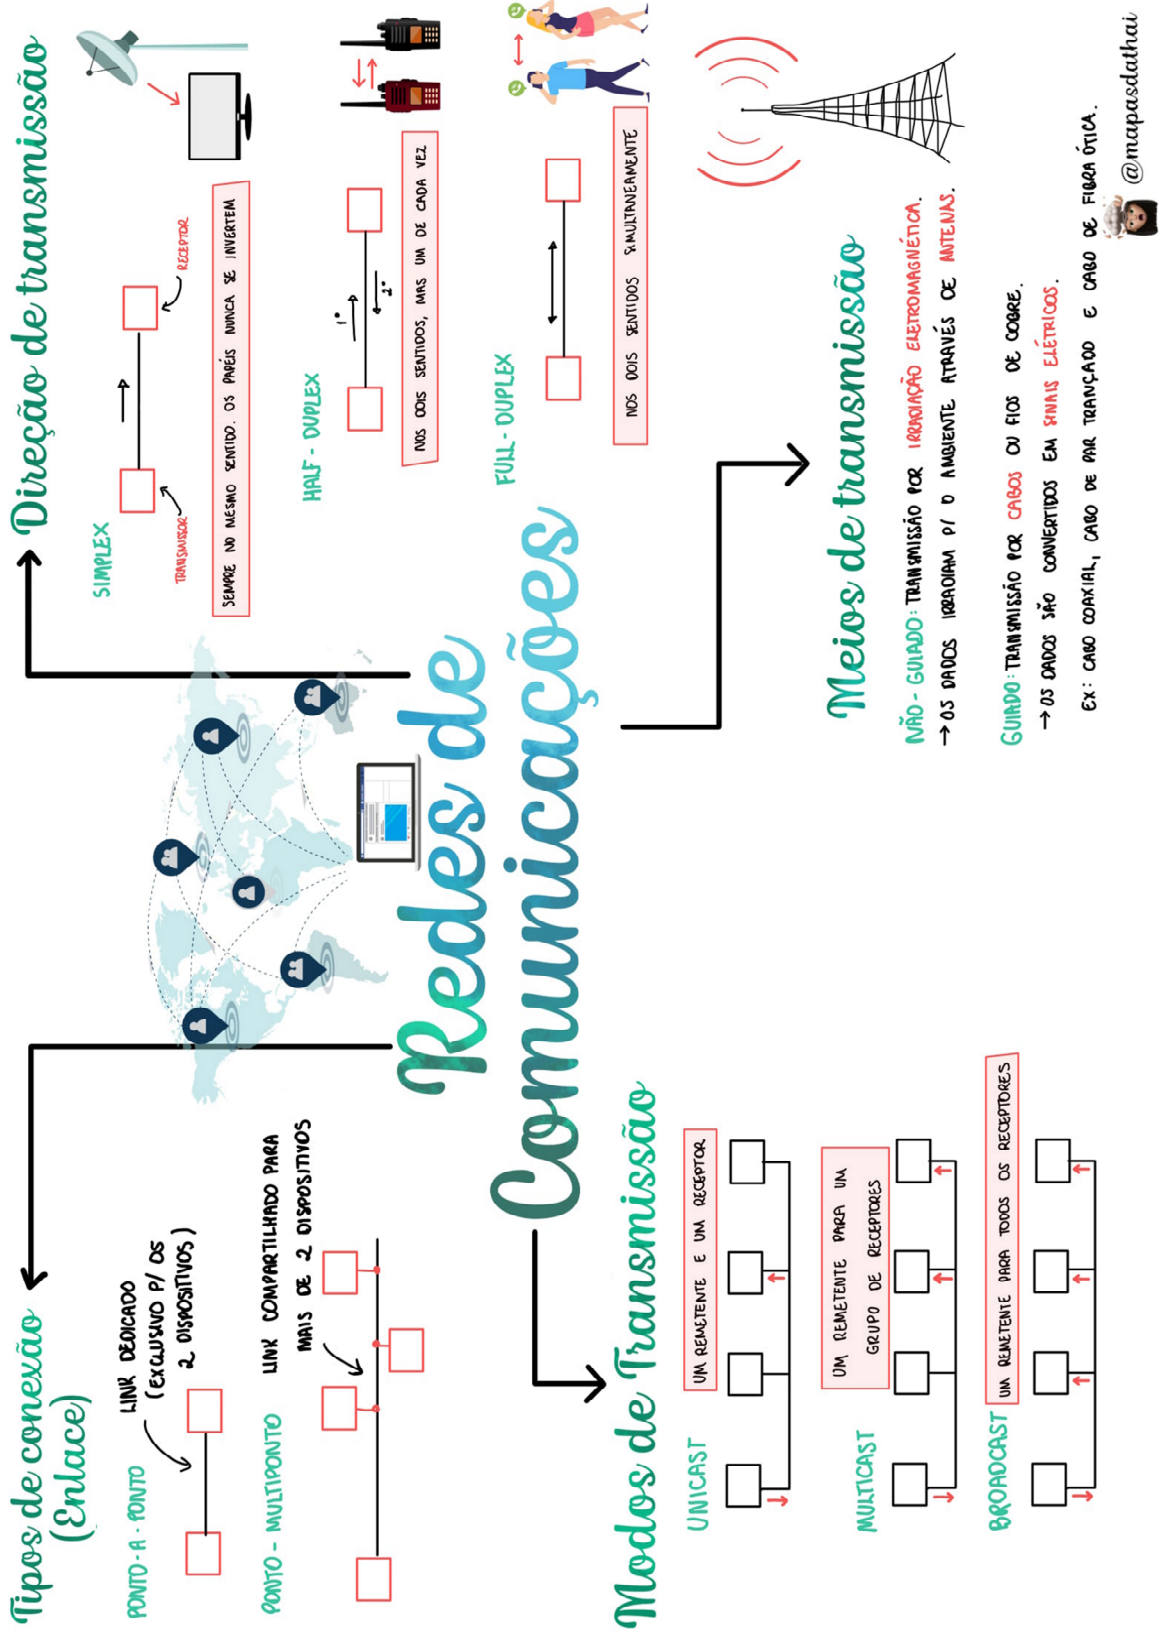 Redes de
Comunicações
Tipos de conexão
(Enlace)
PONTO - A - PONTO
LINK DEDICADO
(EXCLUSIVO P/ OS
2 DISPOSITIVOS)
PONTO - MULTIPONTO
LINK COMPARTILHADO PARA
MAIS DE 2 DISPOSITIVOS
Direção de transmissão
SIMPLEX
TRANSMISSOR
RECEPTOR
SEMPRE NO MESMO SENTIDO. OS PAPÉIS NUNCA SE INVERTEM
HALF - DUPLEX
1º
2º
NOS DOIS SENTIDOS, MAS UM DE CADA VEZ
FULL - DUPLEX
NOS DOIS SENTIDOS SIMULTANEAMENTE
Modos de Transmissão
UNICAST
UM REMETENTE E UM RECEPTOR
MULTICAST
UM REMETENTE PARA UM
GRUPO DE RECEPTORES
BROADCAST
UM REMETENTE PARA TODOS OS RECEPTORES
Meios de transmissão
NÃO - GUIADO: TRANSMISSÃO POR IRRADIAÇÃO ELETROMAGNÉTICA.
→ OS DADOS IRRADIAM P/ O AMBIENTE ATRAVÉS DE ANTENAS.
GUIADO: TRANSMISSÃO POR CABOS OU FIOS DE COBRE.
→ OS DADOS SÃO CONVERTIDOS EM SINAIS ELÉTRICOS.
EX: CABO COAXIAL, CABO DE PAR TRANÇADO E CABO DE FIBRA ÓTICA.
@mapasdathai